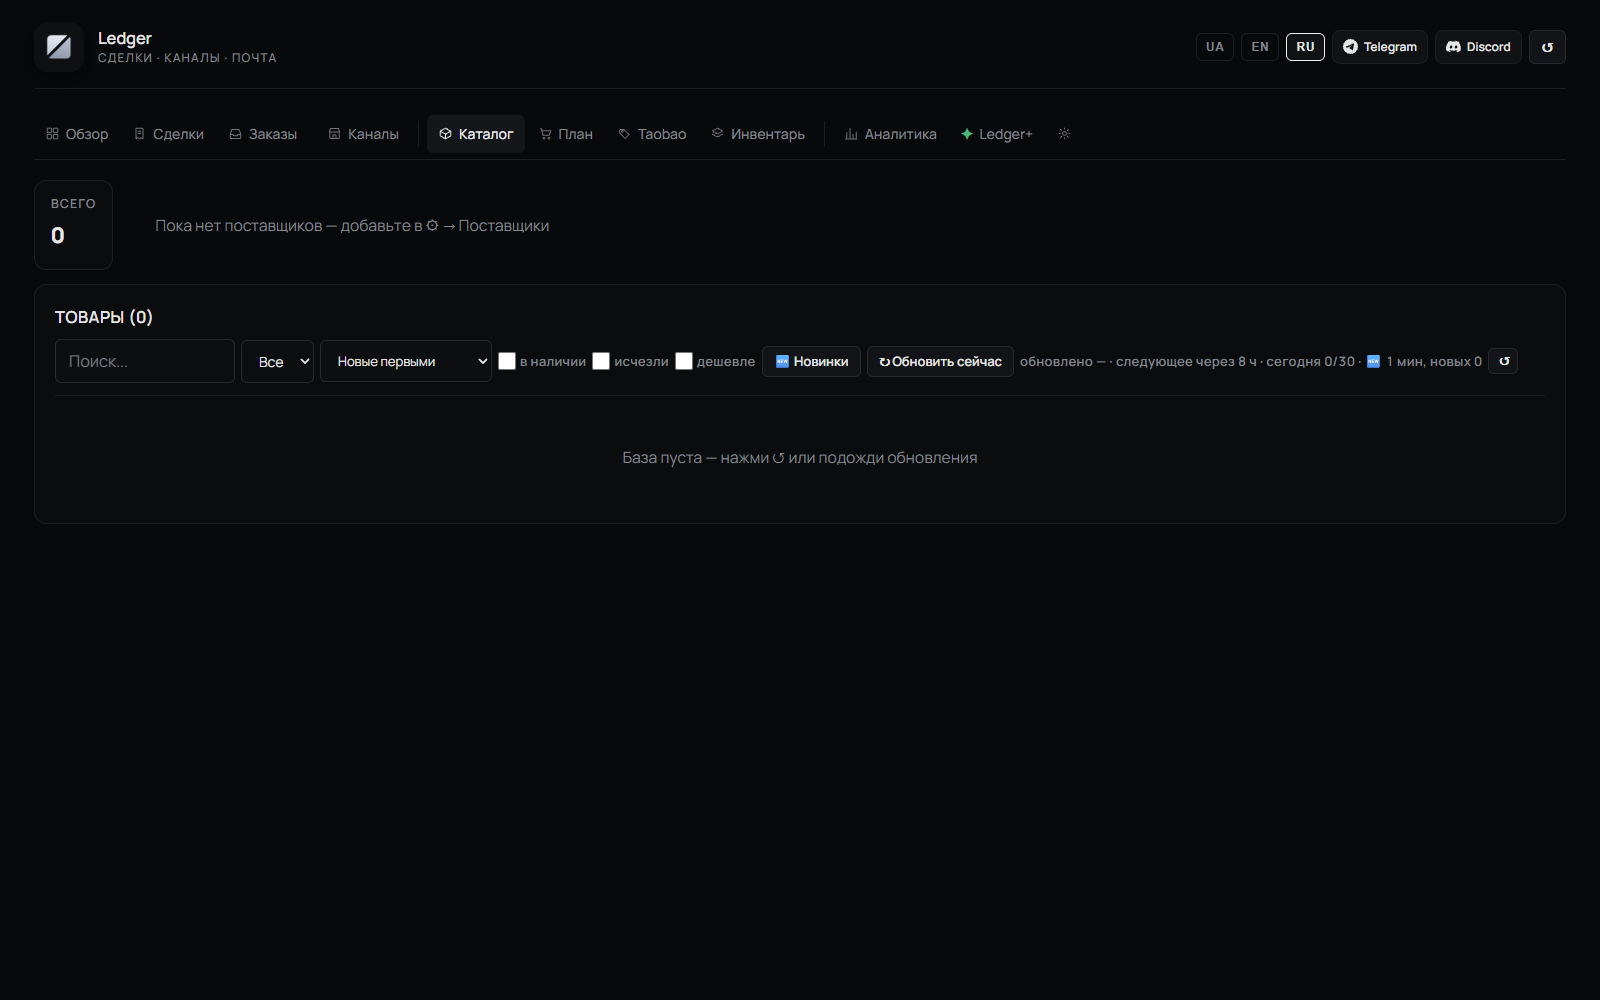 Ledger
СДЕЛКИ · КАНАЛЫ · ПОЧТА
UA EN RU Telegram Discord ↺
Обзор Сделки Заказы Каналы Каталог План Taobao Инвентарь Аналитика Ledger+
ВСЕГО
0
Пока нет поставщиков — добавьте в ⚙ → Поставщики
ТОВАРЫ (0)
Поиск... Все Новые первыми в наличии исчезли дешевле 🆕 Новинки ↻ Обновить сейчас обновлено — · следующее через 8 ч · сегодня 0/30 · 🆕 1 мин, новых 0 ↺
База пуста — нажми ↺ или подожди обновления